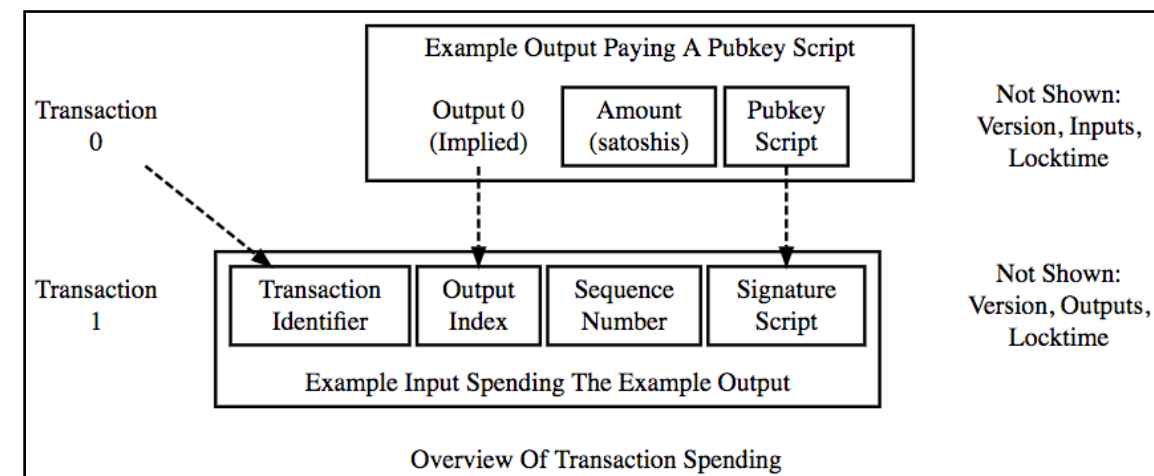 Example Output Paying A Pubkey Script
Transaction
0
Output 0
(Implied)
Amount
(satoshis)
Pubkey
Script
Not Shown:
Version, Inputs,
Locktime
Transaction
1
Transaction
Identifier
Output
Index
Sequence
Number
Signature
Script
Not Shown:
Version, Outputs,
Locktime
Example Input Spending The Example Output
Overview Of Transaction Spending